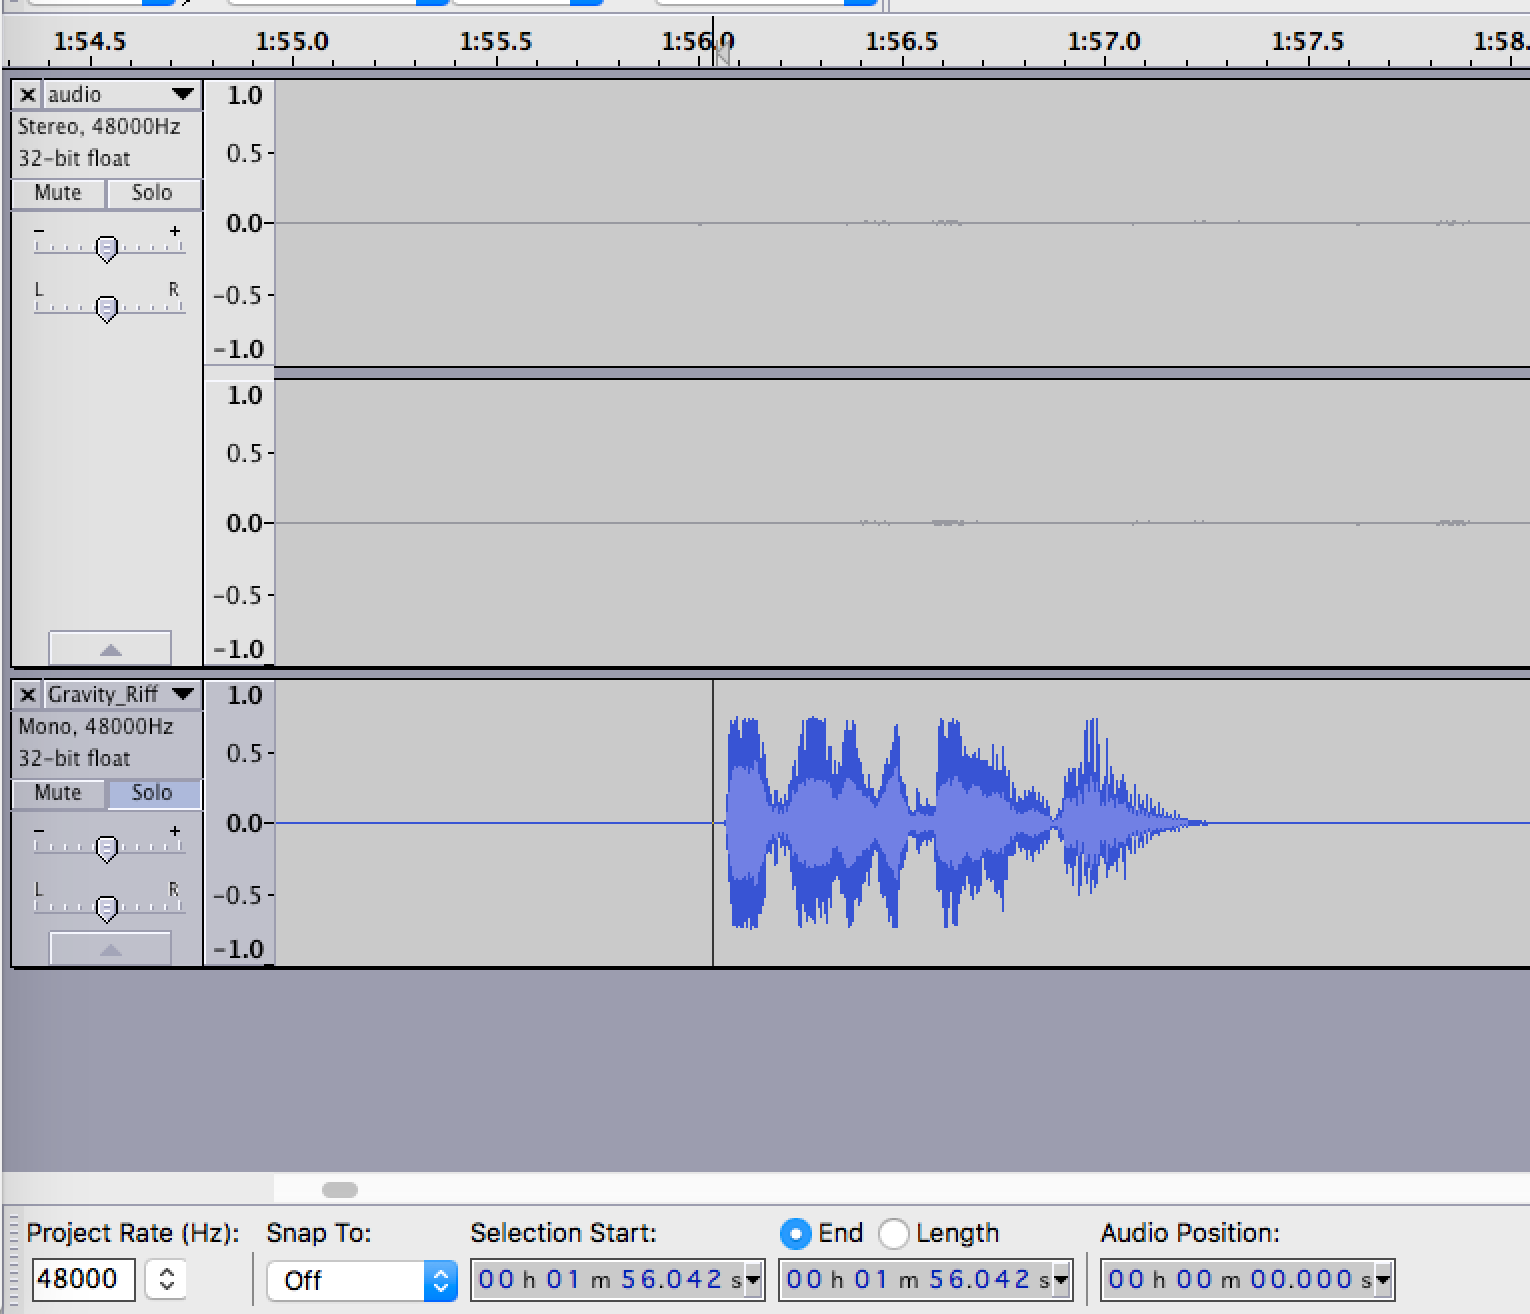 1:54.5 1:55.0 1:55.5 1:56.0 1:56.5 1:57.0 1:57.5 1:58.
audio
Stereo, 48000Hz
32-bit float
Mute Solo
- +
L R
1.0
0.5
0.0
-0.5
-1.0
1.0
0.5
0.0
-0.5
-1.0
Gravity_Riff
Mono, 48000Hz
32-bit float
Mute Solo
- +
L R
1.0
0.5
0.0
-0.5
-1.0
Project Rate (Hz): Snap To: Selection Start: End Length Audio Position:
48000 Off 00 h 01 m 56.042 s 00 h 01 m 56.042 s 00 h 00 m 00.000 s